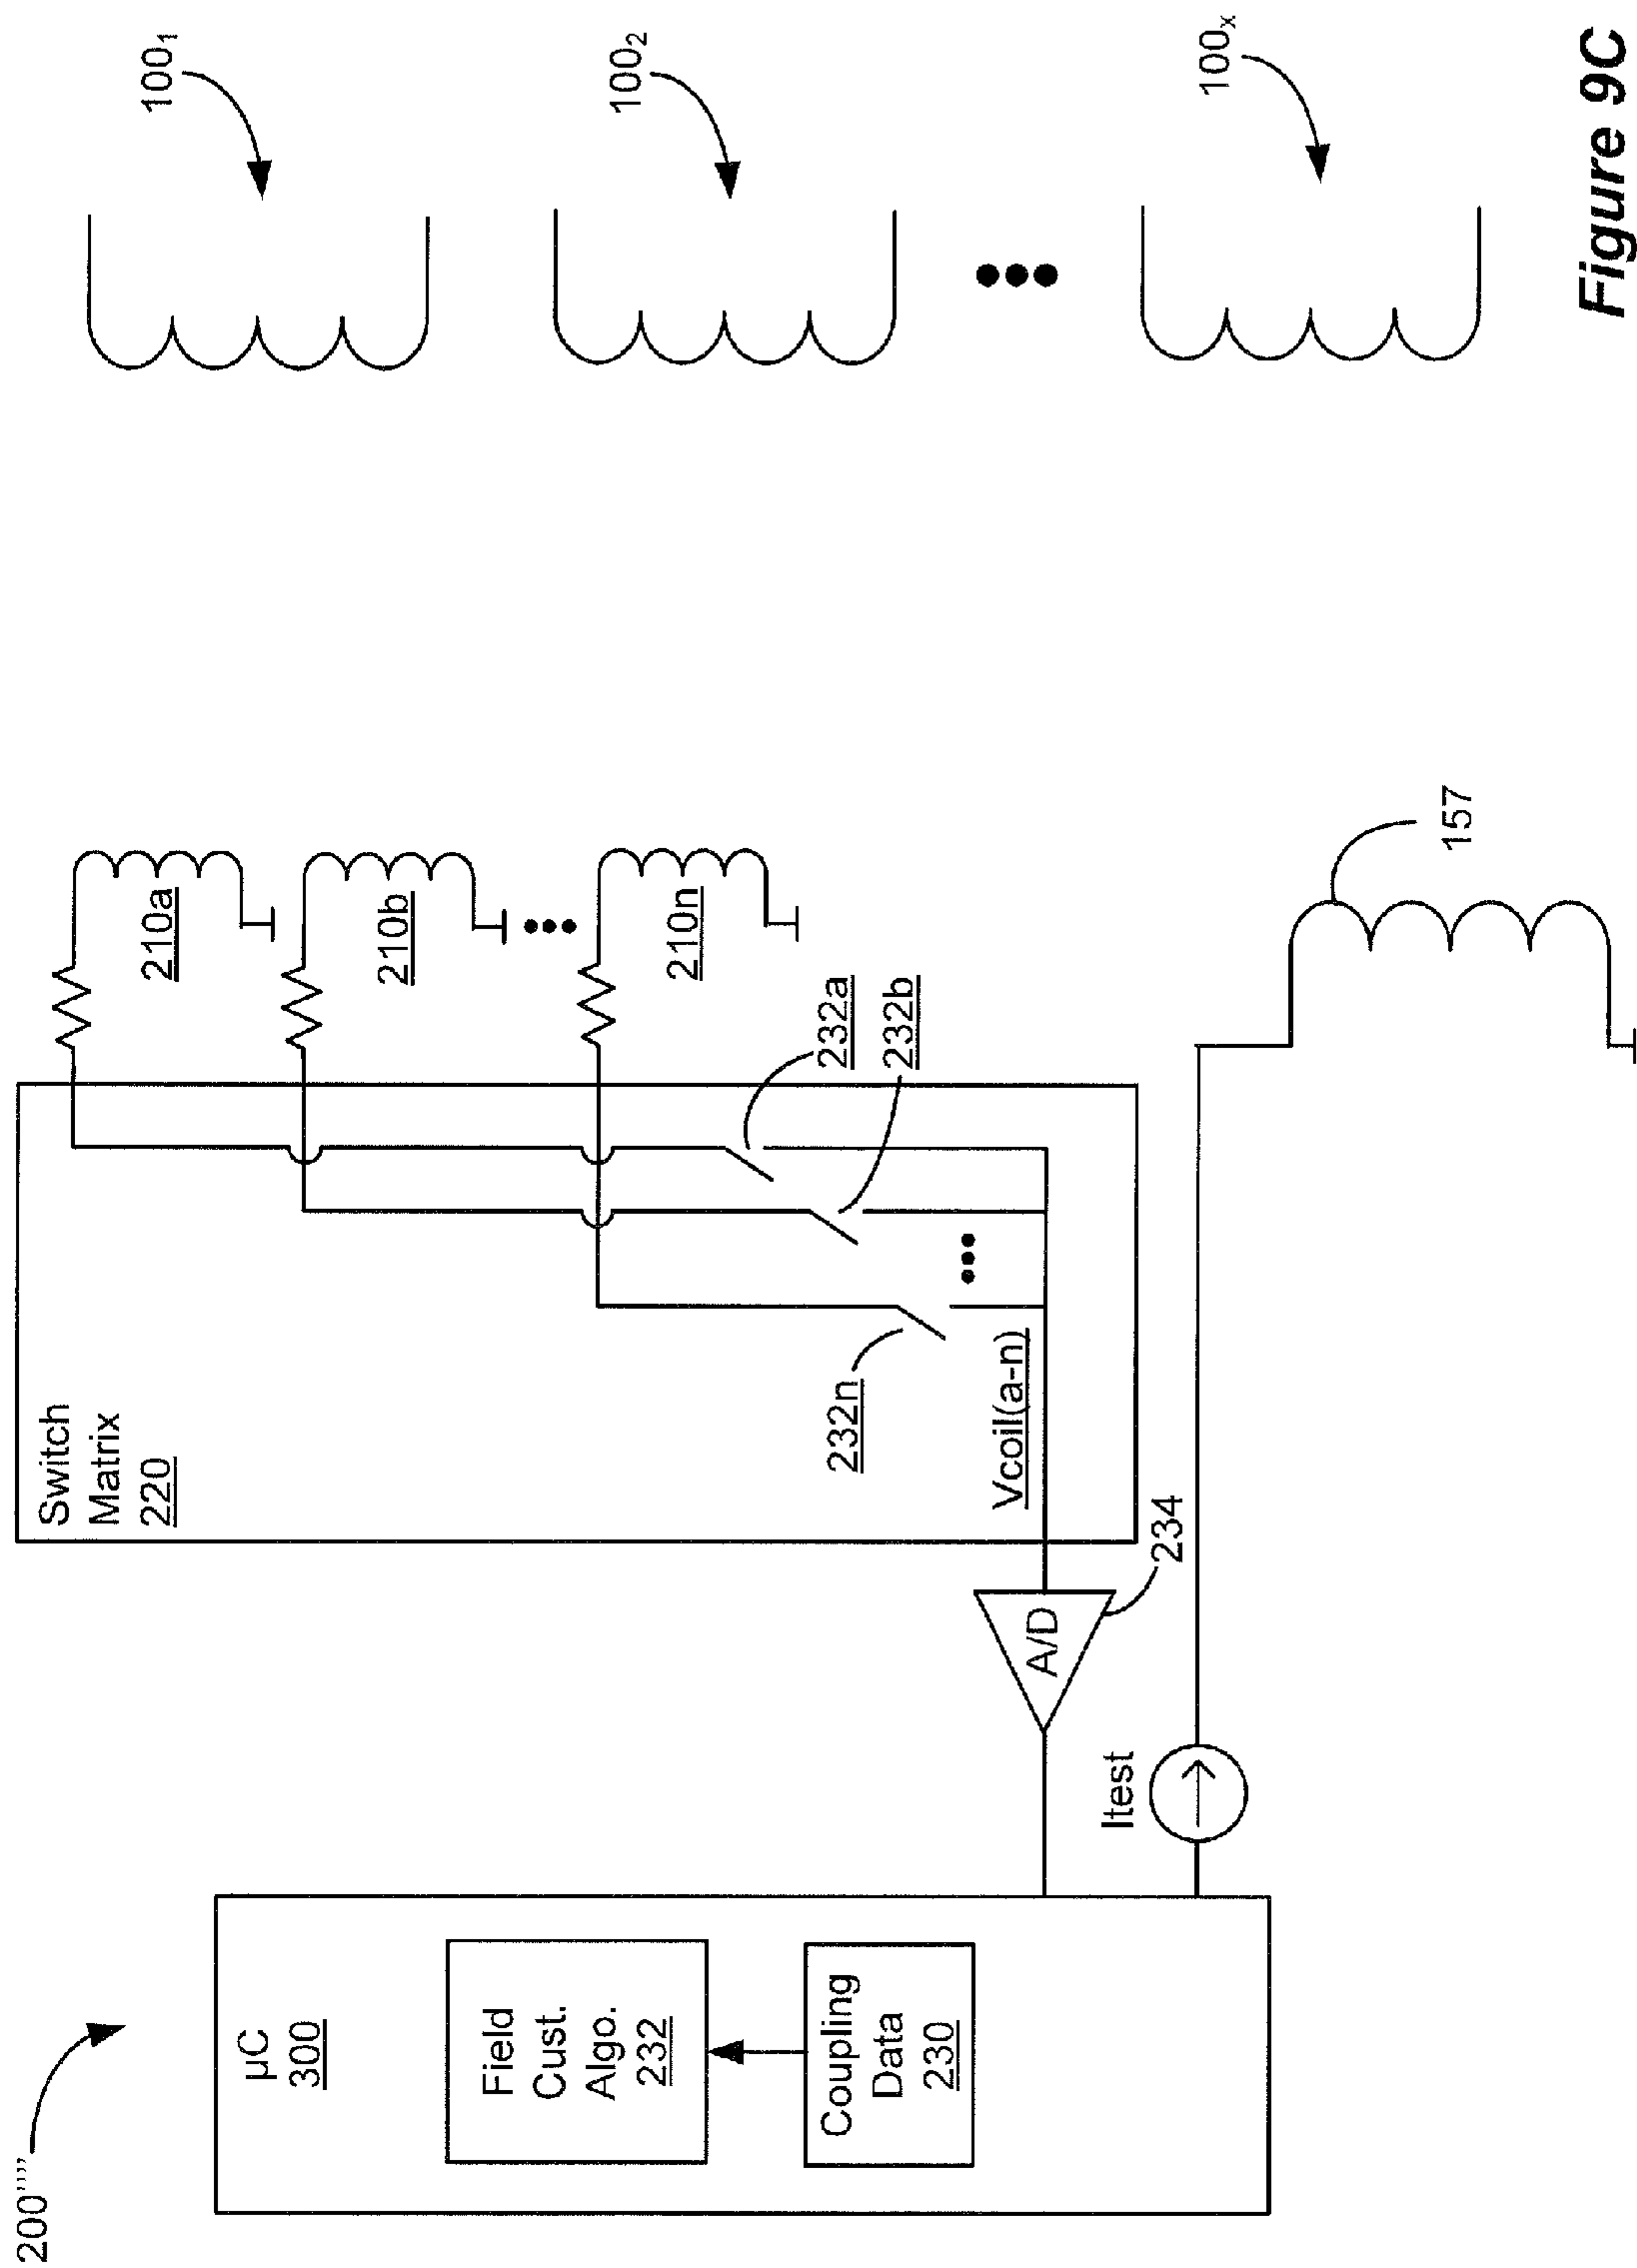 200''''
µC
300
Field
Cust.
Algo.
232
Coupling
Data
230
Itest
A/D
234
Switch
Matrix
220
Vcoil(a-n)
232n
232a
232b
210a
210b
210n
157
100₁
100₂
100ₓ
Figure 9C